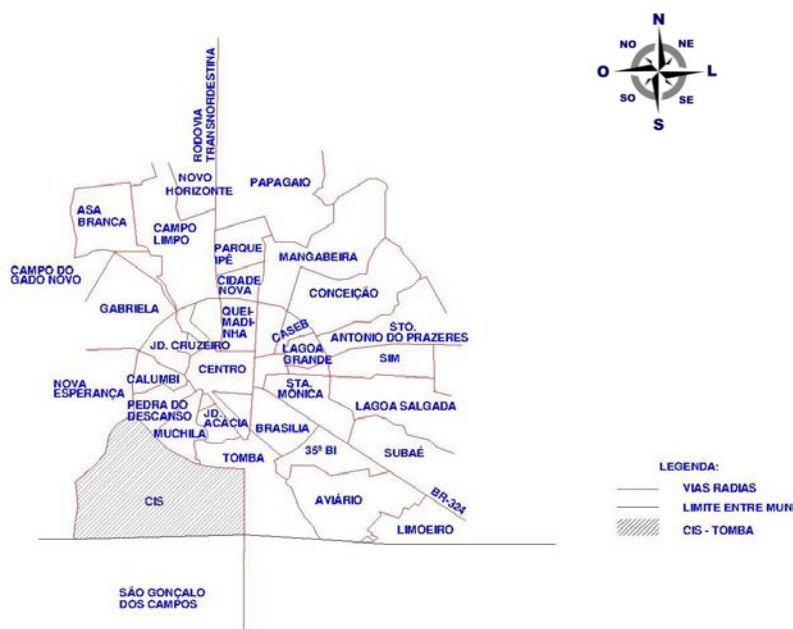 N
NO
NE
O
L
SO
SE
S
RODOVIA
TRANSNORDESTINA
NOVO
HORIZONTE
PAPAGAIO
ASA
BRANCA
CAMPO
LIMPO
PARQUE
IPÊ
MANGABEIRA
CAMPO DO
GADO NOVO
CIDADE
NOVA
CONCEIÇÃO
GABRIELA
QUEI-
MADI-
NHA
CASEB
STO.
ANTONIO DO PRAZERES
JD. CRUZEIRO
LAGOA
GRANDE
SIM
CENTRO
CALUMBI
NOVA
ESPERANÇA
STA.
MÔNICA
PEDRA DO
DESCANSO
JD.
ACÁCIA
LAGOA SALGADA
MUCHILA
BRASILIA
TOMBA
35º BI
SUBAÉ
CIS
AVIÁRIO
BR-324
LIMOEIRO
SÃO GONÇALO
DOS CAMPOS
LEGENDA:
VIAS RADIAS
LIMITE ENTRE MUN
CIS - TOMBA